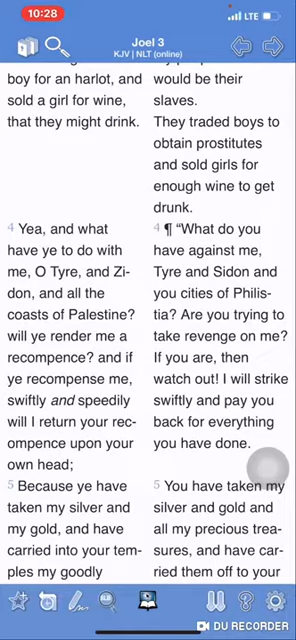 10:28
LTE
Joel 3
KJV | NLT (online)
boy for an harlot, and
sold a girl for wine,
that they might drink.
4 Yea, and what
have ye to do with
me, O Tyre, and Zi-
don, and all the
coasts of Palestine?
will ye render me a
recompence? and if
ye recompense me,
swiftly and speedily
will I return your rec-
ompence upon your
own head;
5 Because ye have
taken my silver and
my gold, and have
carried into your tem-
ples my goodly
would be their
slaves.
They traded boys to
obtain prostitutes
and sold girls for
enough wine to get
drunk.
4 ¶ “What do you
have against me,
Tyre and Sidon and
you cities of Philis-
tia? Are you trying to
take revenge on me?
If you are, then
watch out! I will strike
swiftly and pay you
back for everything
you have done.
5 You have taken my
silver and gold and
all my precious trea-
sures, and have car-
ried them off to your
DU RECORDER